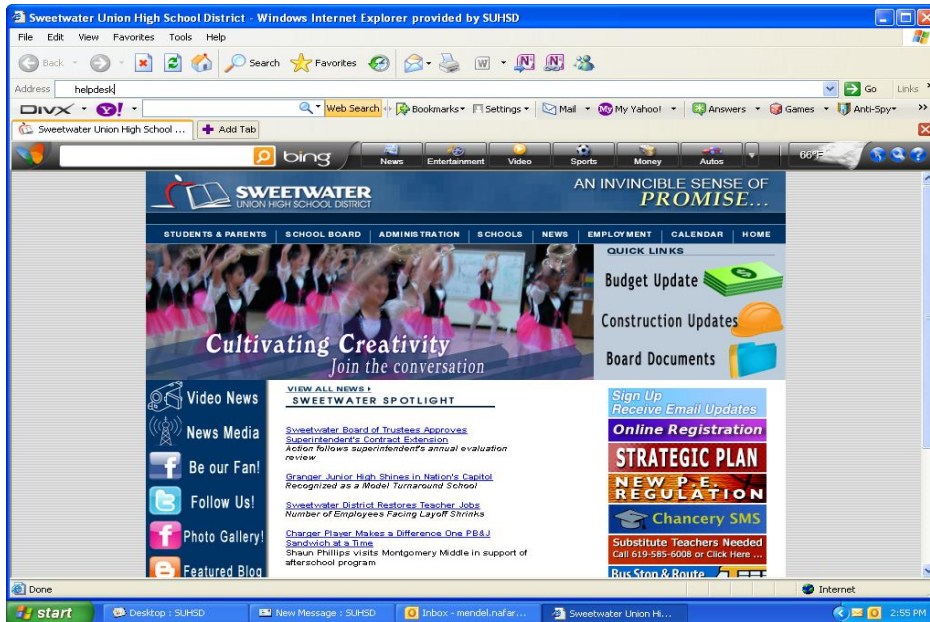 Sweetwater Union High School District - Windows Internet Explorer provided by SUHSD
File Edit View Favorites Tools Help
Back Search Favorites
Address helpdesk Go Links
DIVX Y! Web Search Bookmarks Settings Mail My Yahoo! Answers Games Anti-Spy
Sweetwater Union High School ... Add Tab
bing News Entertainment Video Sports Money Autos 66°F
SWEETWATER
UNION HIGH SCHOOL DISTRICT
AN INVINCIBLE SENSE OF
PROMISE...
STUDENTS & PARENTS SCHOOL BOARD ADMINISTRATION SCHOOLS NEWS EMPLOYMENT CALENDAR HOME
Cultivating Creativity
Join the conversation
QUICK LINKS
Budget Update
Construction Updates
Board Documents
Video News
News Media
Be our Fan!
Follow Us!
Photo Gallery!
Featured Blog
VIEW ALL NEWS
SWEETWATER SPOTLIGHT
Sweetwater Board of Trustees Approves
Superintendent's Contract Extension
Action follows superintendent's annual evaluation
review
Granger Junior High Shines in Nation's Capitol
Recognized as a Model Turnaround School
Sweetwater District Restores Teacher Jobs
Number of Employees Facing Layoff Shrinks
Charger Player Makes a Difference One PB&J
Sandwich at a Time
Shaun Phillips visits Montgomery Middle in support of
afterschool program
Sign Up
Receive Email Updates
Online Registration
STRATEGIC PLAN
NEW P.E.
REGULATION
Chancery SMS
Substitute Teachers Needed
Call 619-585-6008 or Click Here ...
Bus Stop & Route
Done Internet
start Desktop : SUHSD New Message : SUHSD Inbox - mendel.nafar... Sweetwater Union Hi... 2:55 PM